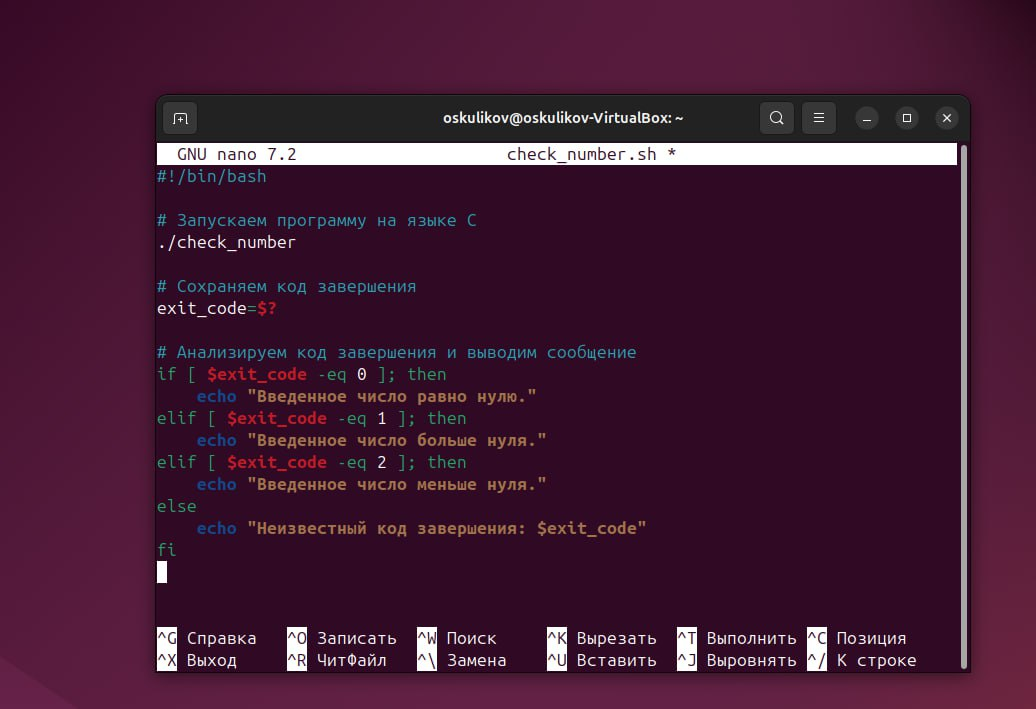 oskulikov@oskulikov-VirtualBox: ~
GNU nano 7.2 check_number.sh *
#!/bin/bash
# Запускаем программу на языке C
./check_number
# Сохраняем код завершения
exit_code=$?
# Анализируем код завершения и выводим сообщение
if [ $exit_code -eq 0 ]; then
    echo "Введенное число равно нулю."
elif [ $exit_code -eq 1 ]; then
    echo "Введенное число больше нуля."
elif [ $exit_code -eq 2 ]; then
    echo "Введенное число меньше нуля."
else
    echo "Неизвестный код завершения: $exit_code"
fi
^G Справка ^O Записать ^W Поиск ^K Вырезать ^T Выполнить ^C Позиция
^X Выход ^R ЧитФайл ^\ Замена ^U Вставить ^J Выровнять ^/ К строке